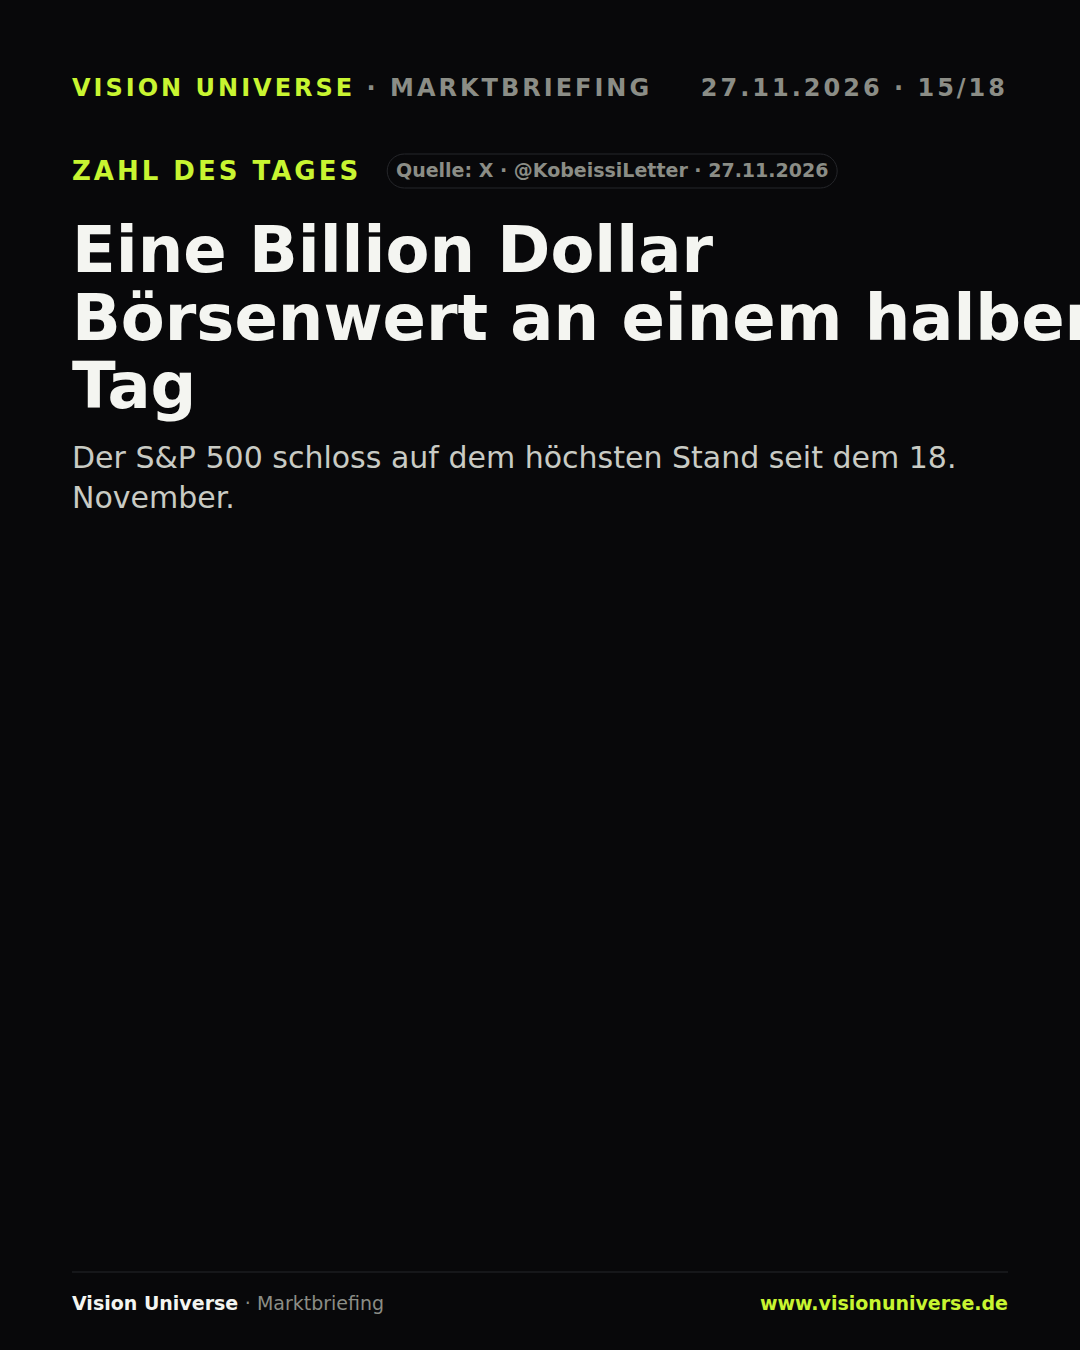 VISION UNIVERSE · MARKTBRIEFING 27.11.2026 · 15/18
ZAHL DES TAGES Quelle: X · @KobeissiLetter · 27.11.2026
Eine Billion Dollar
Börsenwert an einem halben
Tag
Der S&P 500 schloss auf dem höchsten Stand seit dem 18.
November.
Vision Universe · Marktbriefing www.visionuniverse.de